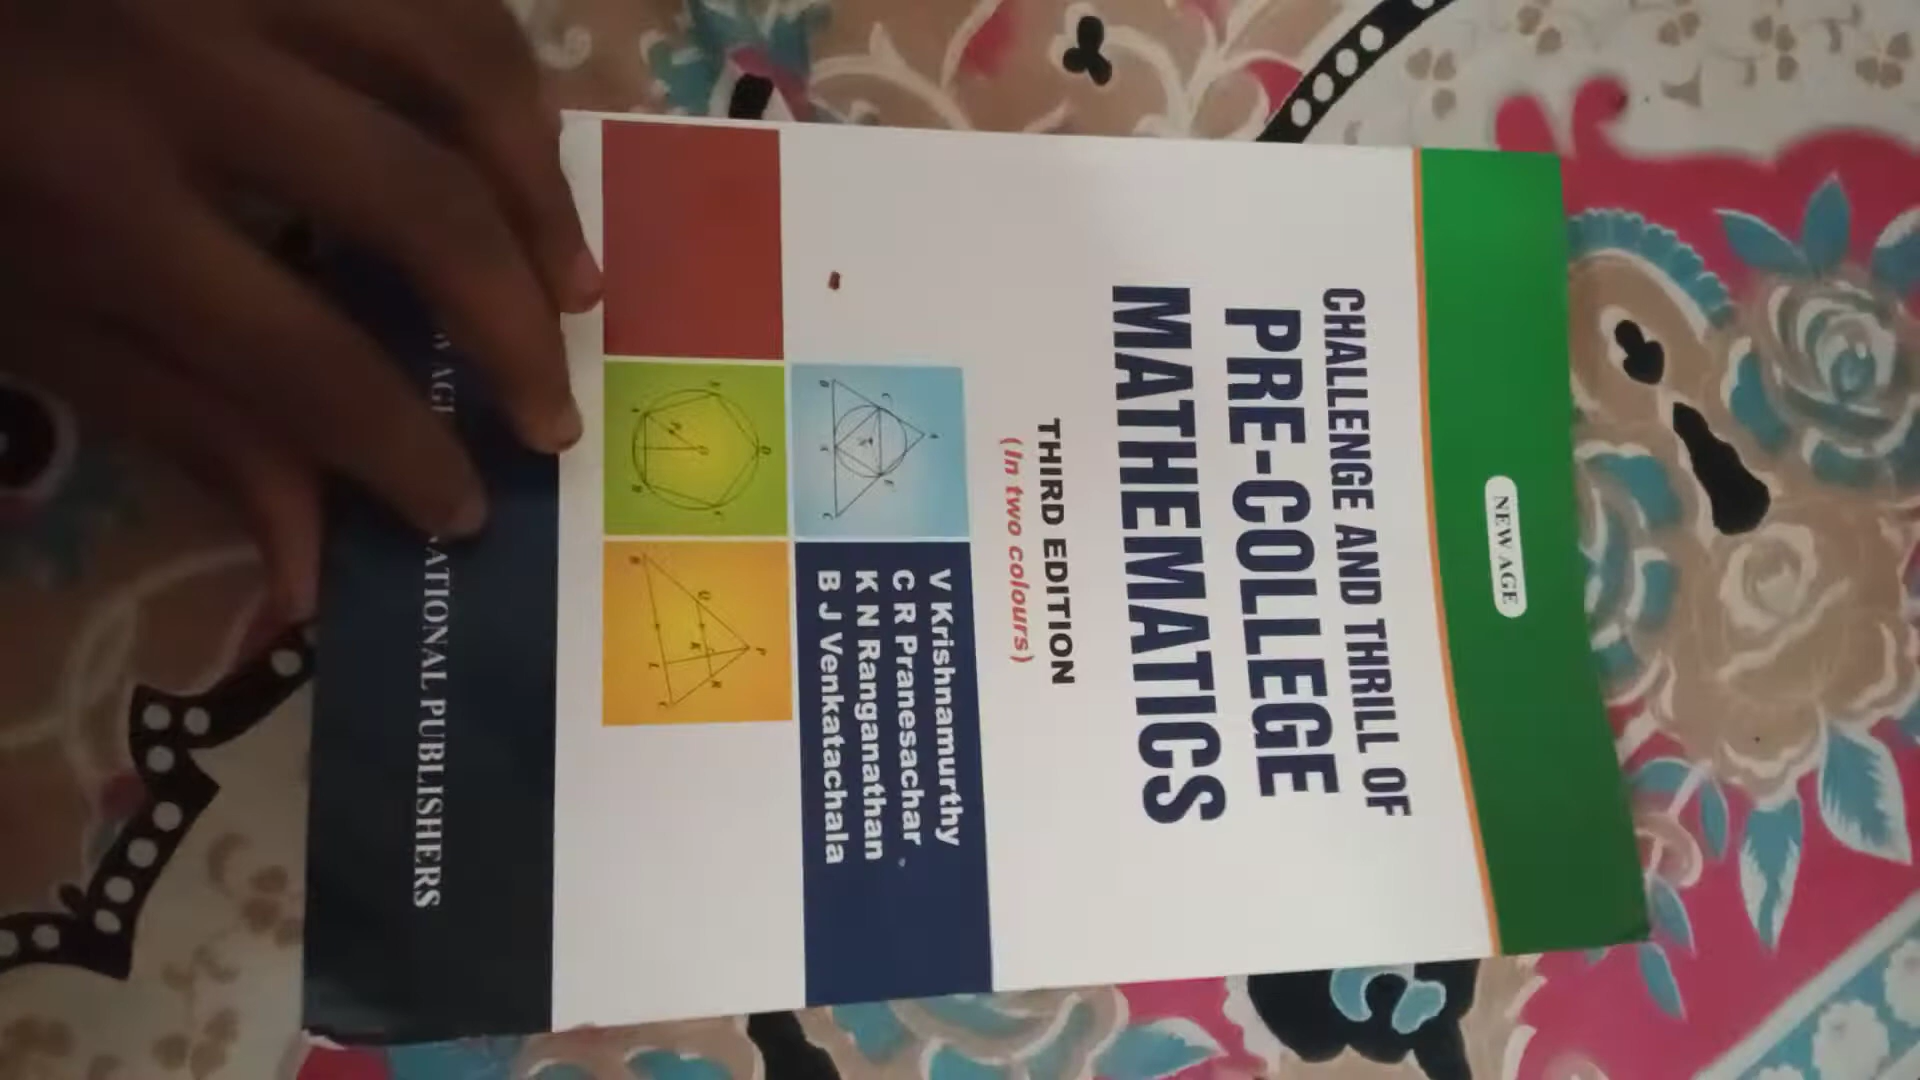 NEW AGE
CHALLENGE AND THRILL OF
PRE-COLLEGE
MATHEMATICS
THIRD EDITION
(In two colours)
V Krishnamurthy
C R Pranesachar
K N Ranganathan
B J Venkatachala
PUBLISHERS